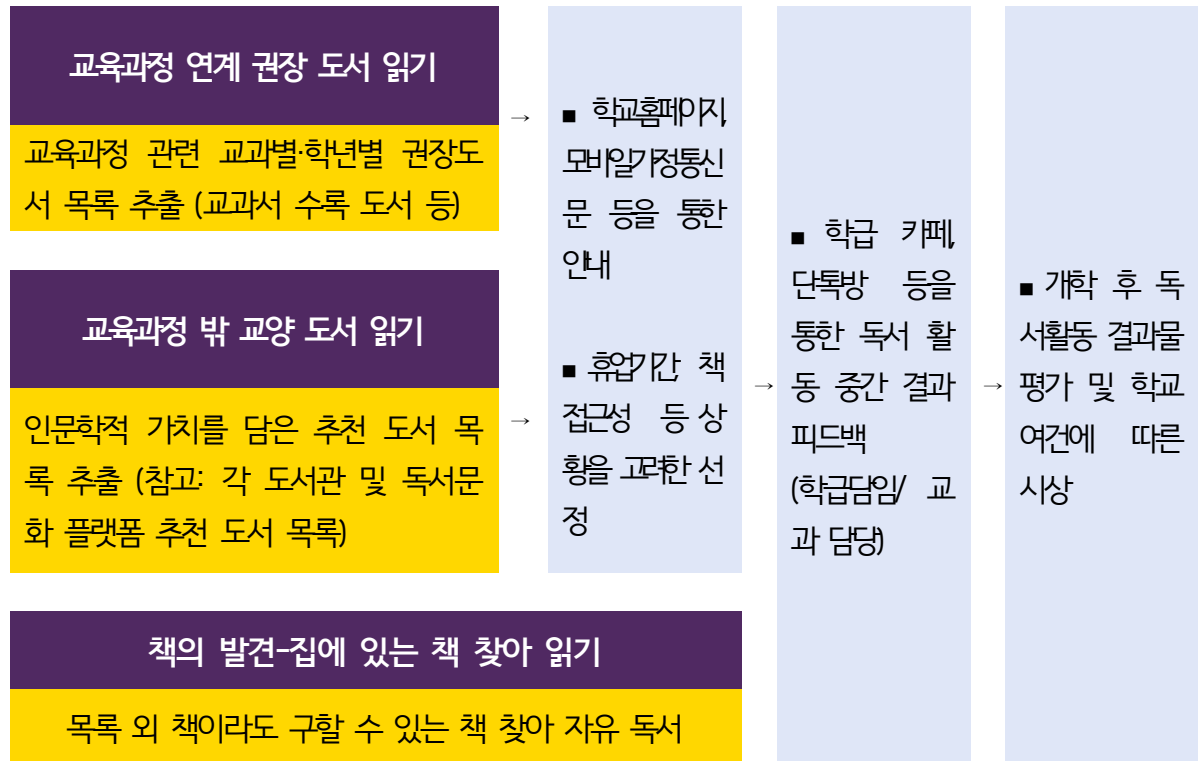 교육과정 연계 권장 도서 읽기
교육과정 관련 교과별·학년별 권장도
서 목록 추출 (교과서 수록 도서 등)
→
교육과정 밖 교양 도서 읽기
인문학적 가치를 담은 추천 도서 목
록 추출 (참고: 각 도서관 및 독서문
화 플랫폼 추천 도서 목록)
→
■ 학교홈페이지,
모바일가정통신
문 등을 통한
안내
■ 휴업기간, 책
접근성 등 상
황을 고려한 선
정
책의 발견-집에 있는 책 찾아 읽기
목록 외 책이라도 구할 수 있는 책 찾아 자유 독서
→
■ 학급 카페,
단톡방 등을
통한 독서 활
동 중간 결과
피드백
(학급담임/ 교
과 담당)
→
■ 개학 후 독
서활동 결과물
평가 및 학교
여건에 따른
시상